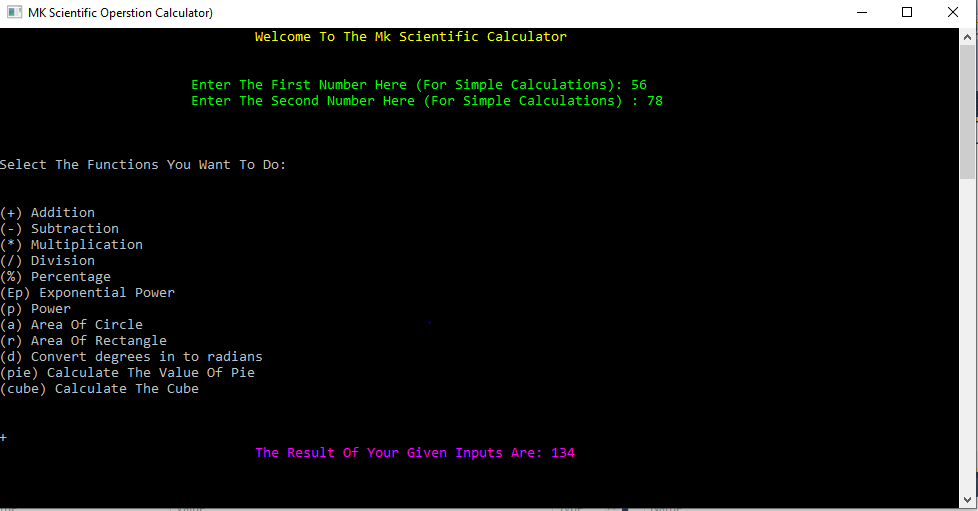 MK Scientific Operstion Calculator)
Welcome To The Mk Scientific Calculator
Enter The First Number Here (For Simple Calculations): 56
Enter The Second Number Here (For Simple Calculations) : 78
Select The Functions You Want To Do:
(+) Addition
(-) Subtraction
(*) Multiplication
(/) Division
(%) Percentage
(Ep) Exponential Power
(p) Power
(a) Area Of Circle
(r) Area Of Rectangle
(d) Convert degrees in to radians
(pie) Calculate The Value Of Pie
(cube) Calculate The Cube
+
The Result Of Your Given Inputs Are: 134